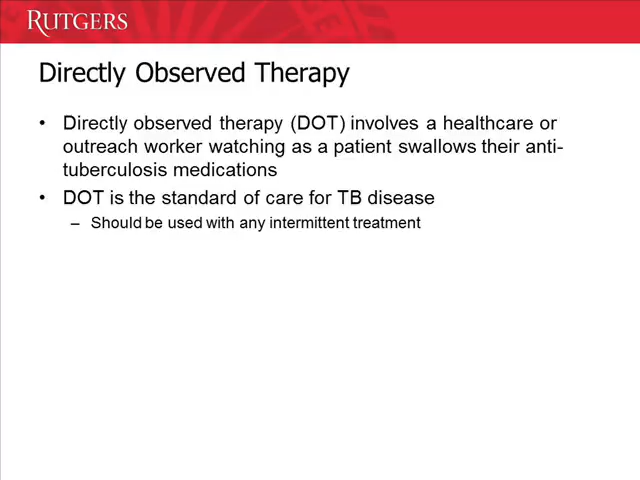 RUTGERS
Directly Observed Therapy
• Directly observed therapy (DOT) involves a healthcare or
outreach worker watching as a patient swallows their anti-
tuberculosis medications
• DOT is the standard of care for TB disease
– Should be used with any intermittent treatment